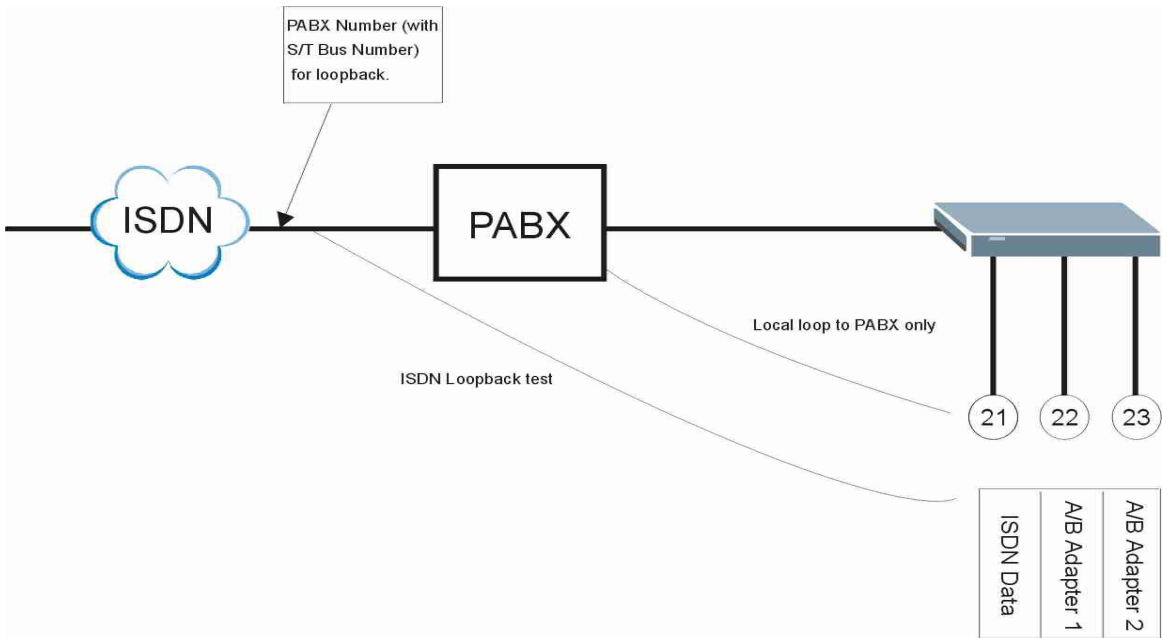 PABX Number (with
S/T Bus Number)
for loopback.
ISDN
PABX
Local loop to PABX only
ISDN Loopback test
21
22
23
ISDN Data
A/B Adapter 1
A/B Adapter 2